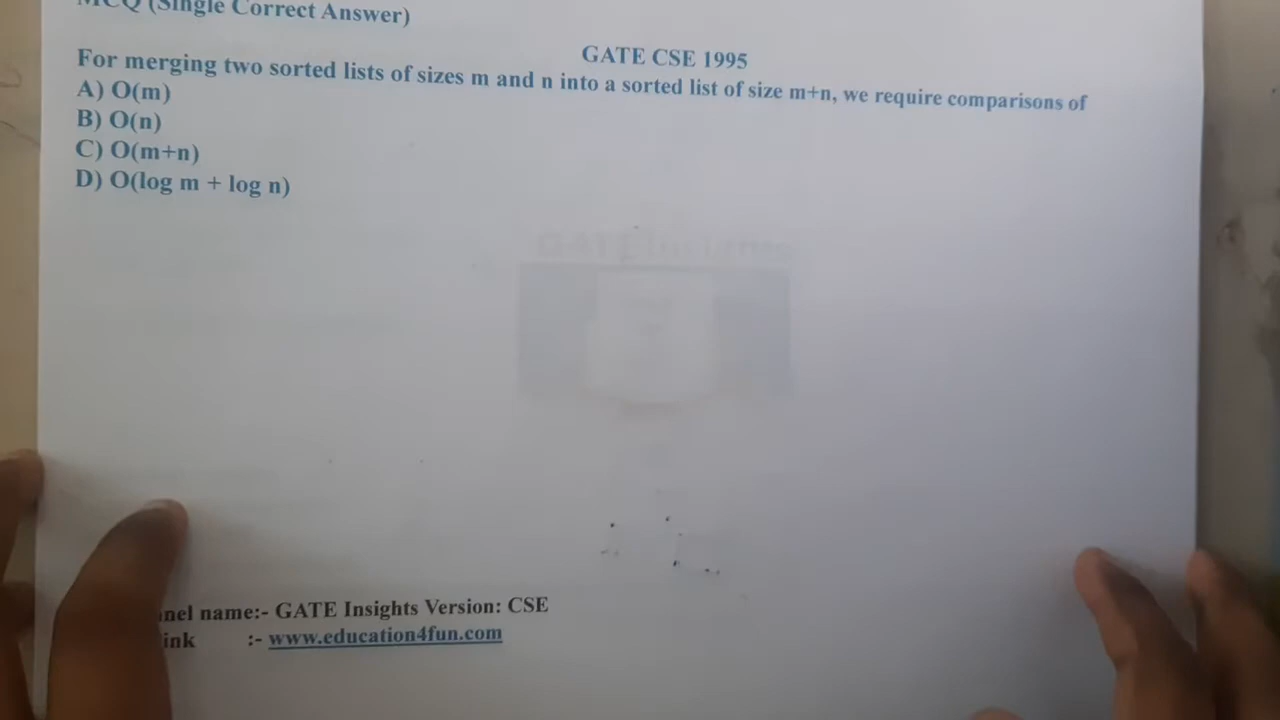 MCQ (Single Correct Answer)
GATE CSE 1995
For merging two sorted lists of sizes m and n into a sorted list of size m+n, we require comparisons of
A) O(m)
B) O(n)
C) O(m+n)
D) O(log m + log n)
nel name:- GATE Insights Version: CSE
ink :- www.education4fun.com